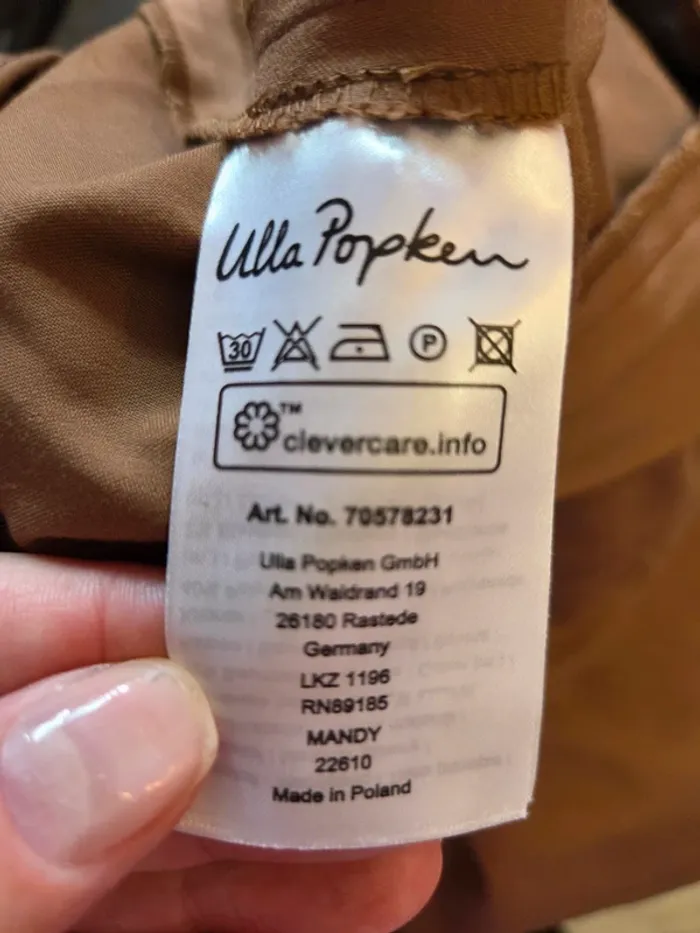 Ulla Popken
30 P
™
clevercare.info
Art. No. 70578231
Ulla Popken GmbH
Am Waldrand 19
26180 Rastede
Germany
LKZ 1196
RN89185
MANDY
22610
Made in Poland